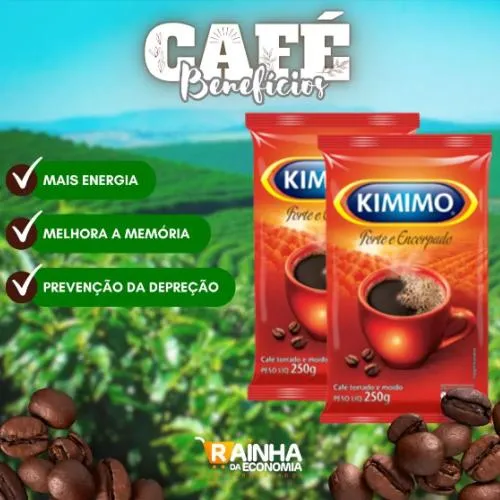 CAFÉ
Benefícios
MAIS ENERGIA
MELHORA A MEMÓRIA
PREVENÇÃO DA DEPREÇÃO
KIMIMO
Forte e Encorpado
Café torrado e moído
PESO LÍQ 250g
KIMIMO
Forte e Encorpado
Café torrado e moído
PESO LÍQ 250g
RAINHA
DA ECONOMIA